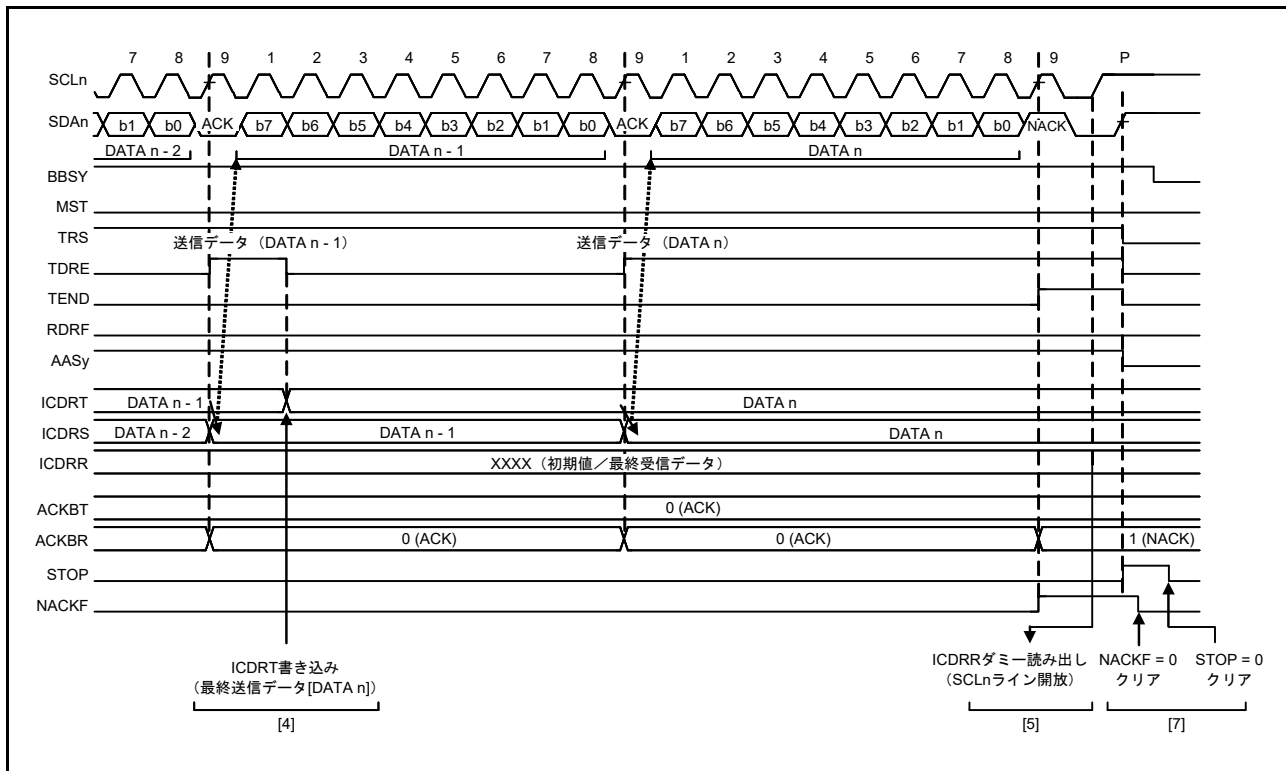 7 8 9 1 2 3 4 5 6 7 8 9 1 2 3 4 5 6 7 8 9 P
SCLn
SDAn b1 b0 ACK b7 b6 b5 b4 b3 b2 b1 b0 ACK b7 b6 b5 b4 b3 b2 b1 b0 NACK
DATA n - 2 DATA n - 1 DATA n
BBSY
MST
TRS
送信データ（DATA n - 1） 送信データ（DATA n）
TDRE
TEND
RDRF
AASy
ICDRT DATA n - 1 DATA n
ICDRS DATA n - 2 DATA n - 1 DATA n
ICDRR XXXX（初期値／最終受信データ）
ACKBT 0 (ACK)
ACKBR 0 (ACK) 0 (ACK) 1 (NACK)
STOP
NACKF
ICDRT書き込み
（最終送信データ[DATA n]）
[4]
ICDRRダミー読み出し
（SCLnライン開放）
[5]
NACKF = 0
クリア
STOP = 0
クリア
[7]